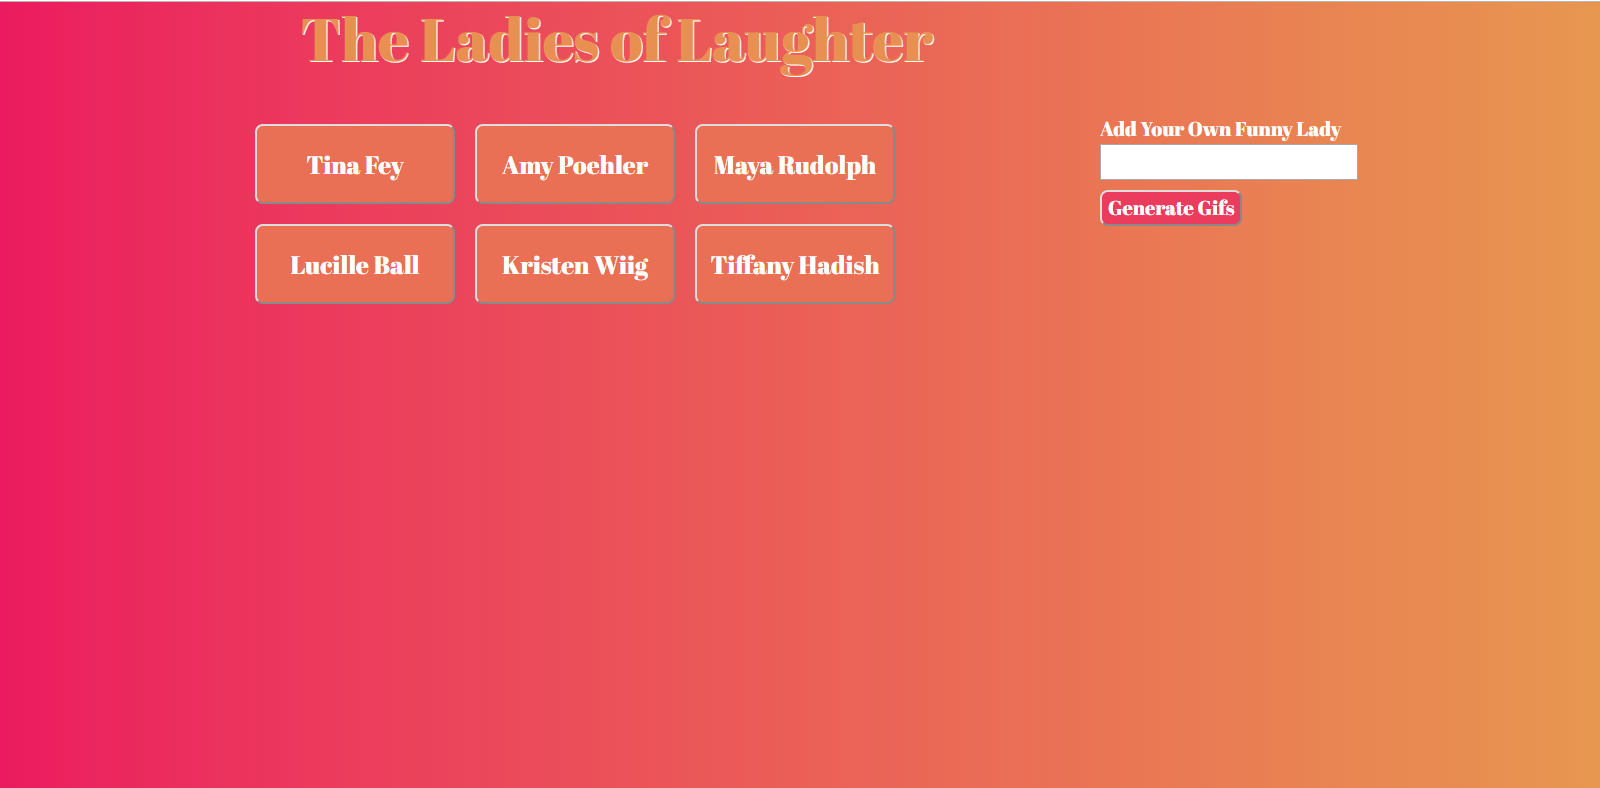 The Ladies of Laughter
Tina Fey
Amy Poehler
Maya Rudolph
Lucille Ball
Kristen Wiig
Tiffany Hadish
Add Your Own Funny Lady
Generate Gifs